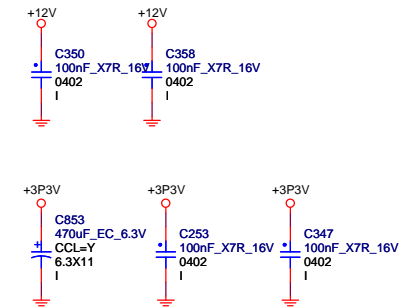 +12V
+12V
C350
100nF_X7R_16V
0402
I
C358
100nF_X7R_16V
0402
I
+3P3V
+3P3V
+3P3V
C853
470uF_EC_6.3V
CCL=Y
6.3X11
I
C253
100nF_X7R_16V
0402
I
C347
100nF_X7R_16V
0402
I